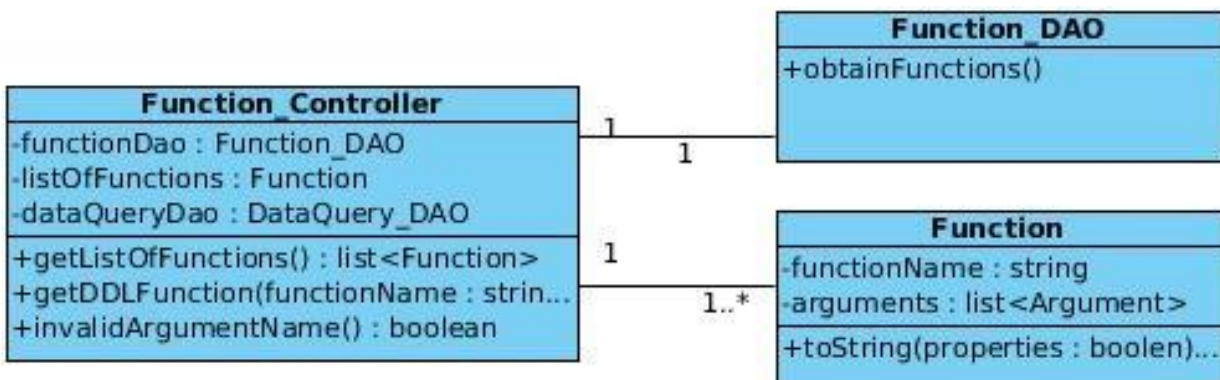 Function_DAO
+obtainFunctions()
Function_Controller
-functionDao : Function_DAO
-listOfFunctions : Function
-dataQueryDao : DataQuery_DAO
+getListOfFunctions() : list<Function>
+getDDLFunction(functionName : strin...
+invalidArgumentName() : boolean
1
1
1
1..*
Function
-functionName : string
-arguments : list<Argument>
+toString(properties : boolen)...